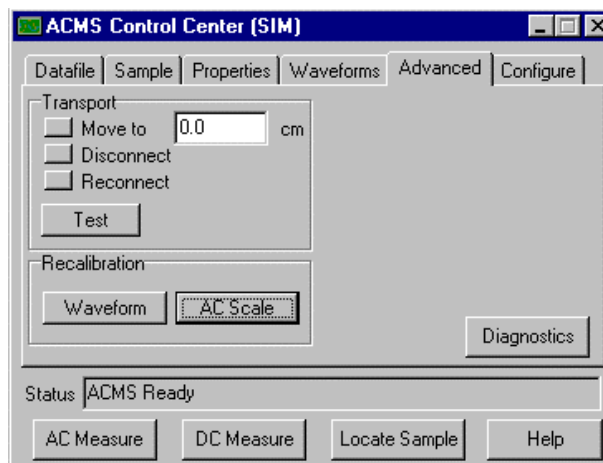 ACMS Control Center (SIM)
Datafile Sample Properties Waveforms Advanced Configure
Transport
Move to 0.0 cm
Disconnect
Reconnect
Test
Recalibration
Waveform AC Scale
Diagnostics
Status ACMS Ready
AC Measure DC Measure Locate Sample Help